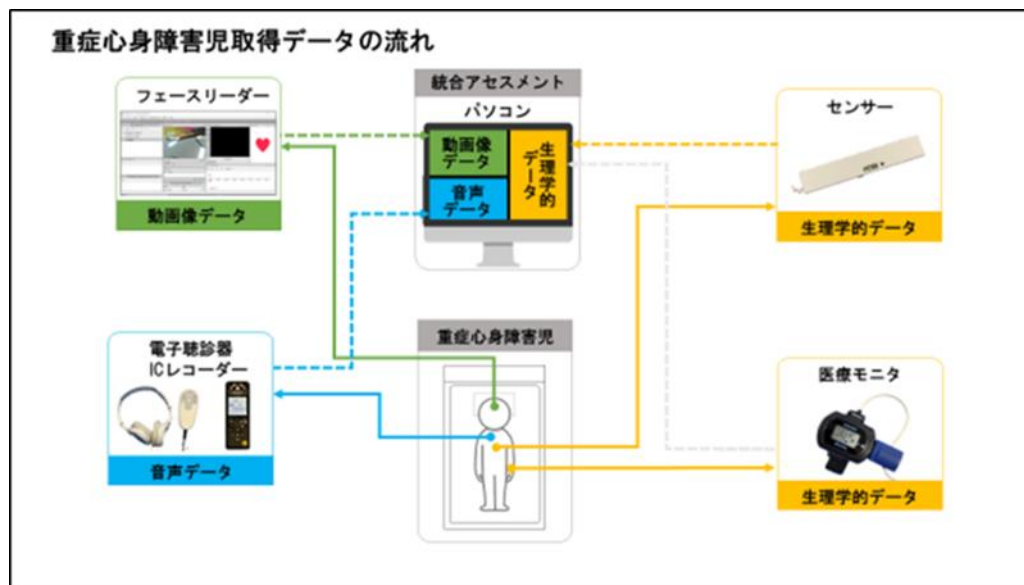 重症心身障害児取得データの流れ
フェースリーダー
動画像データ
統合アセスメント
パソコン
動画像
データ
音声
データ
生理学的
データ
センサー
生理学的データ
電子聴診器
ICレコーダー
音声データ
重症心身障害児
医療モニタ
生理学的データ